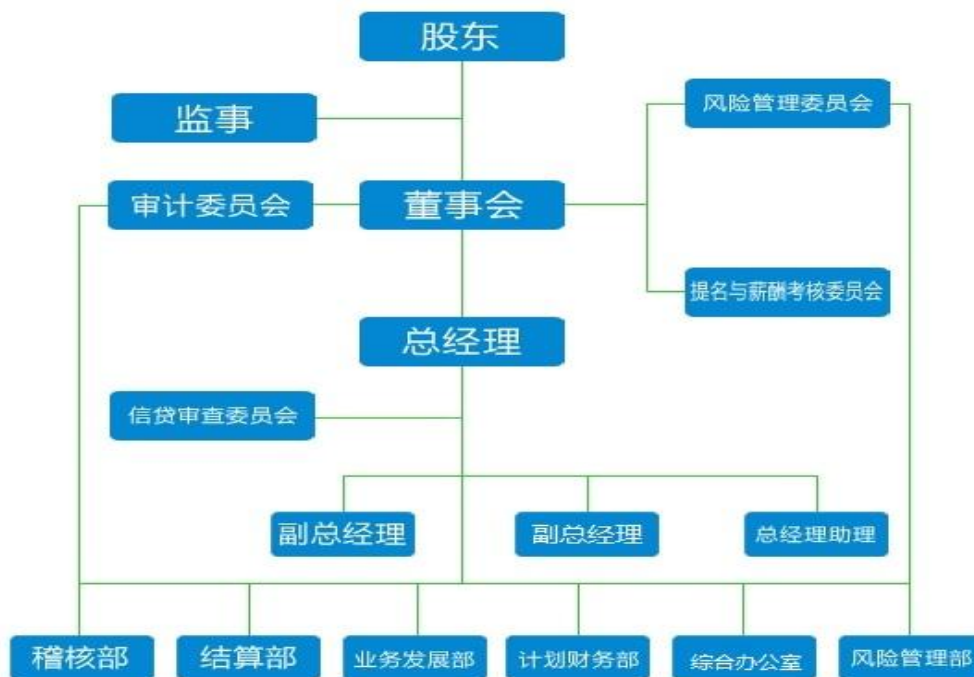 股东
监事
风险管理委员会
审计委员会
董事会
提名与薪酬考核委员会
总经理
信贷审查委员会
副总经理
副总经理
总经理助理
稽核部
结算部
业务发展部
计划财务部
综合办公室
风险管理部